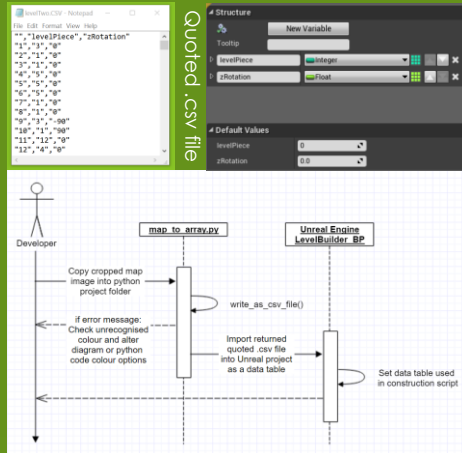 levelTwo.CSV - Notepad
File Edit Format View Help
"","levelPiece","zRotation"
"1","3","0"
"2","1","0"
"3","1","0"
"4","5","0"
"5","5","0"
"6","5","0"
"7","1","0"
"8","1","0"
"9","3","-90"
"10","1","90"
"11","12","0"
"12","4","0"
Quoted .csv file
Structure
New Variable
Tooltip
levelPiece Integer
zRotation Float
Default Values
levelPiece 0
zRotation 0.0
Developer
map_to_array.py
Unreal Engine
LevelBuilder_BP
Copy cropped map
image into python
project folder
write_as_csv_file()
if error message:
Check unrecognised
colour and alter
diagram or python
code colour options
Import returned
quoted .csv file
into Unreal project
as a data table
Set data table used
in construction script